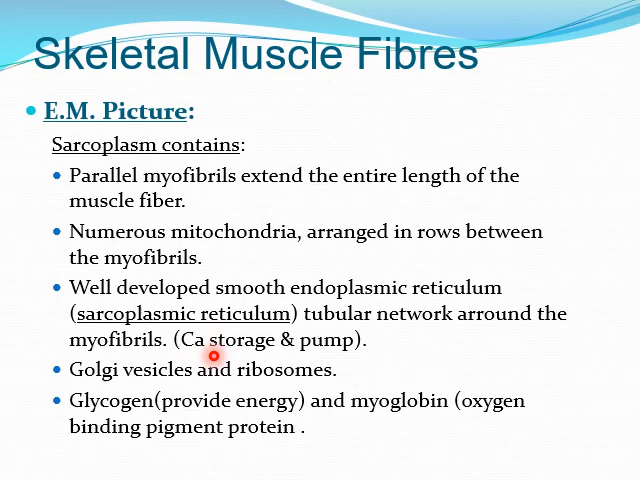 Skeletal Muscle Fibres
E.M. Picture:
Sarcoplasm contains:
Parallel myofibrils extend the entire length of the
muscle fiber.
Numerous mitochondria, arranged in rows between
the myofibrils.
Well developed smooth endoplasmic reticulum
(sarcoplasmic reticulum) tubular network arround the
myofibrils. (Ca storage & pump).
Golgi vesicles and ribosomes.
Glycogen(provide energy) and myoglobin (oxygen
binding pigment protein .